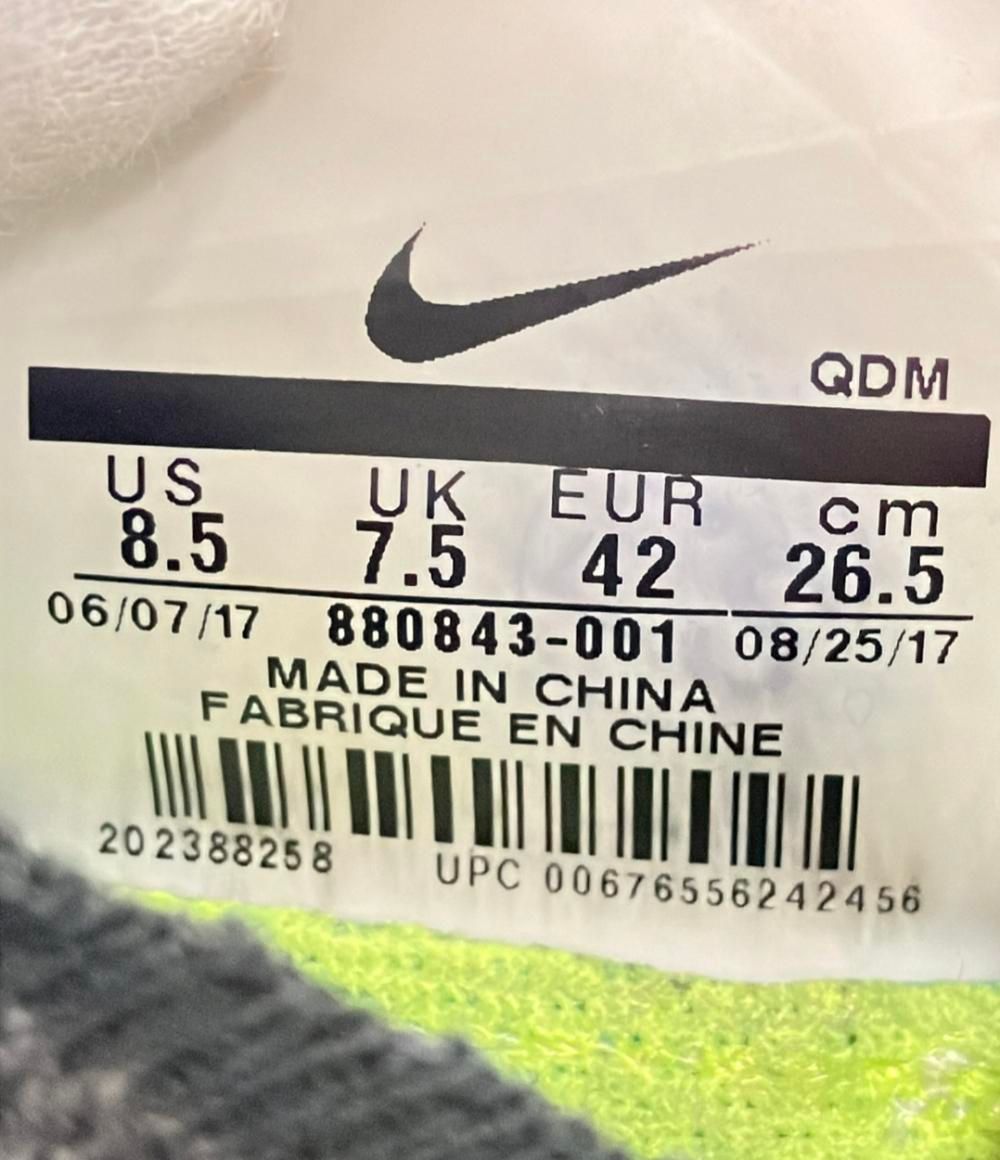 QDM
US UK EUR cm
8.5 7.5 42 26.5
06/07/17 880843-001 08/25/17
MADE IN CHINA
FABRIQUE EN CHINE
202388258 UPC 00676556242456